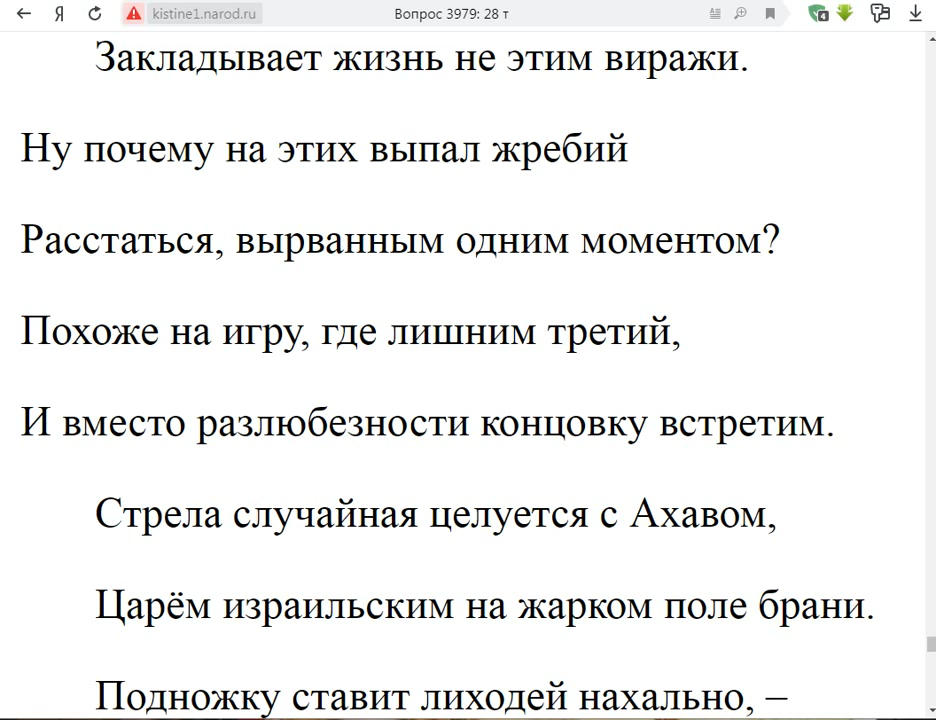 kistine1.narod.ru
Вопрос 3979: 28 т
4
Закладывает жизнь не этим виражи.
Ну почему на этих выпал жребий
Расстаться, вырванным одним моментом?
Похоже на игру, где лишним третий,
И вместо разлюбезности концовку встретим.
Стрела случайная целуется с Ахавом,
Царём израильским на жарком поле брани.
Подножку ставит лиходей нахально, –